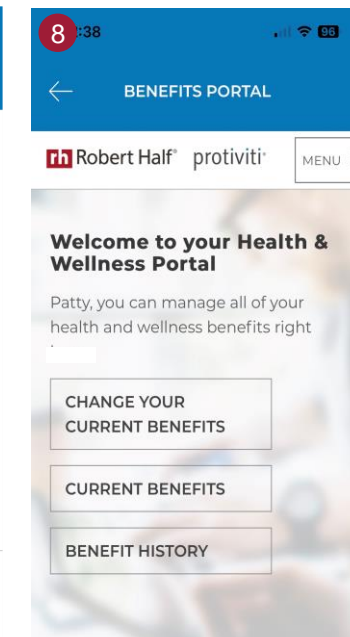 8 :38 96
BENEFITS PORTAL
rh Robert Half® protiviti® MENU
Welcome to your Health &
Wellness Portal
Patty, you can manage all of your
health and wellness benefits right
CHANGE YOUR
CURRENT BENEFITS
CURRENT BENEFITS
BENEFIT HISTORY